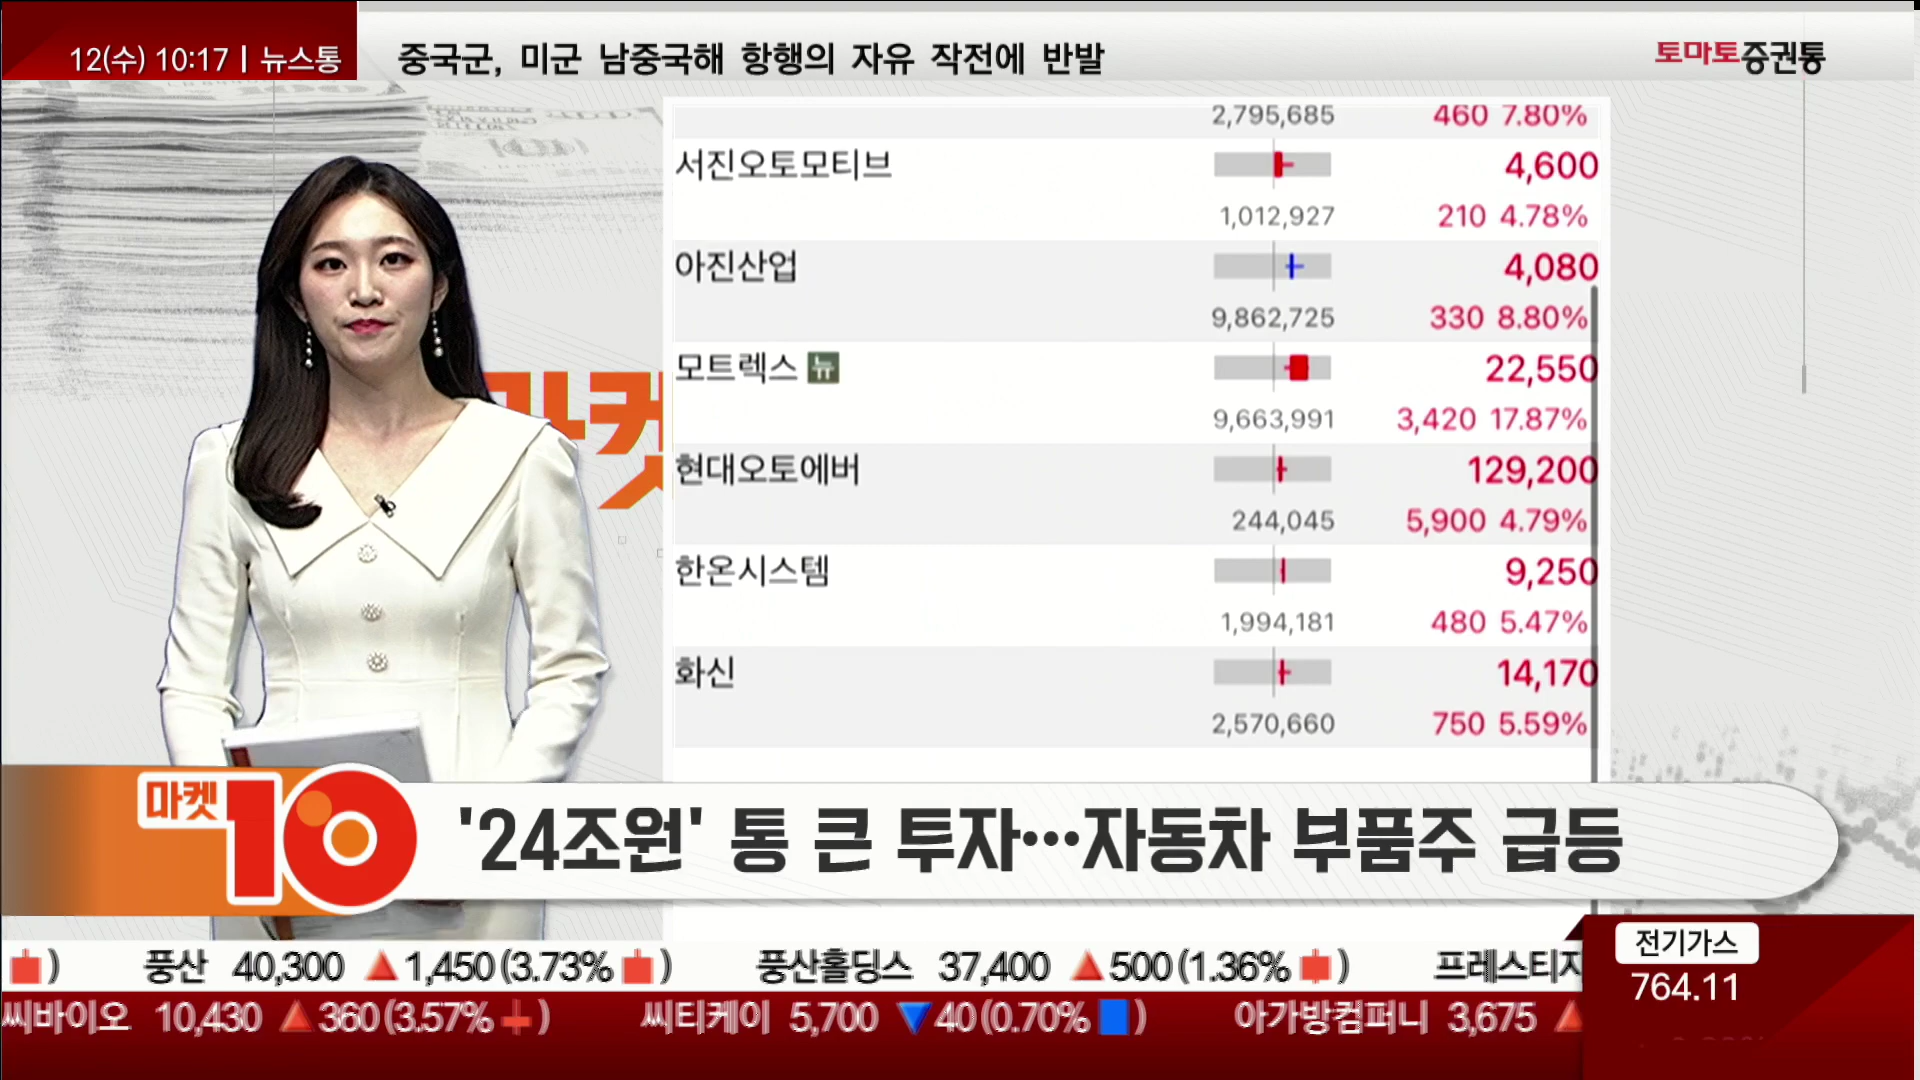 12(수) 10:17 | 뉴스통
중국군, 미군 남중국해 항행의 자유 작전에 반발
토마토증권통
2,795,685 460 7.80%
서진오토모티브 4,600
1,012,927 210 4.78%
아진산업 4,080
9,862,725 330 8.80%
모트렉스 뉴 22,550
9,663,991 3,420 17.87%
현대오토에버 129,200
244,045 5,900 4.79%
한온시스템 9,250
1,994,181 480 5.47%
화신 14,170
2,570,660 750 5.59%
마켓
마켓 10
'24조원' 통 큰 투자…자동차 부품주 급등
) 풍산 40,300 ▲1,450(3.73% ) 풍산홀딩스 37,400 ▲500(1.36% ) 프레스티지
씨바이오 10,430 ▲360(3.57% ) 씨티케이 5,700 ▼40(0.70% ) 아가방컴퍼니 3,675 ▲
전기가스
764.11